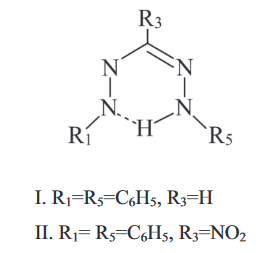 R3
N N
N N
H
R1 R5
I. R1=R5=C6H5, R3=H
II. R1= R5=C6H5, R3=NO2